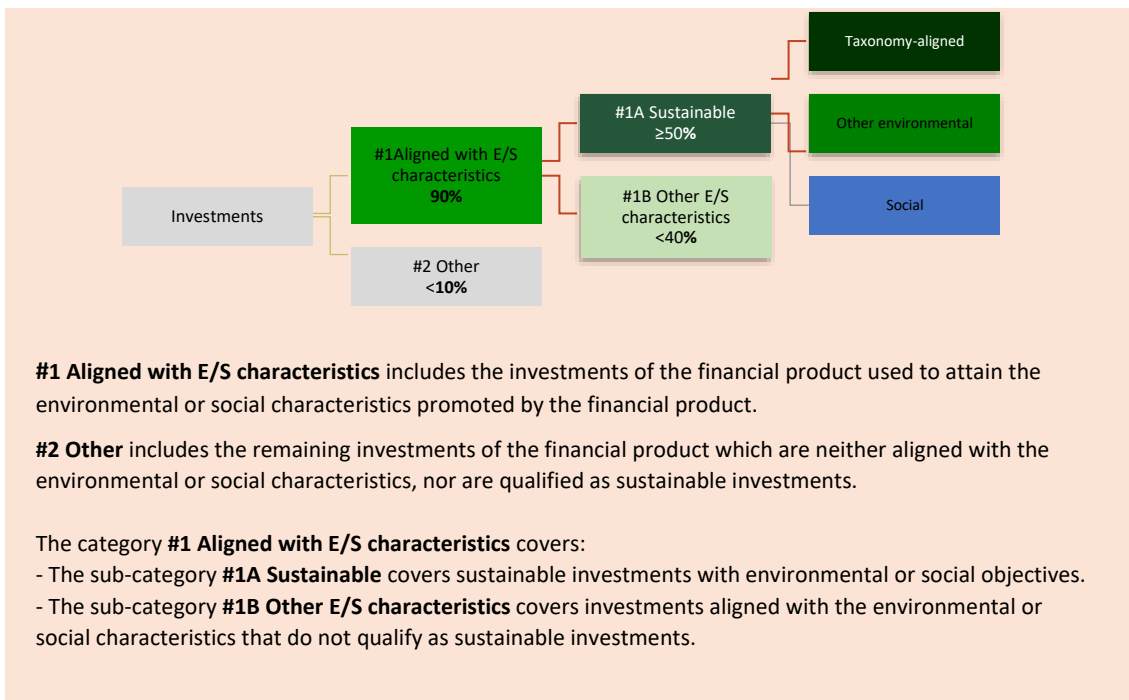 Taxonomy-aligned
#1A Sustainable
≥50%
Other environmental
#1Aligned with E/S
characteristics
90%
#1B Other E/S
characteristics
<40%
Investments
Social
#2 Other
<10%
#1 Aligned with E/S characteristics includes the investments of the financial product used to attain the
environmental or social characteristics promoted by the financial product.
#2 Other includes the remaining investments of the financial product which are neither aligned with the
environmental or social characteristics, nor are qualified as sustainable investments.
The category #1 Aligned with E/S characteristics covers:
- The sub-category #1A Sustainable covers sustainable investments with environmental or social objectives.
- The sub-category #1B Other E/S characteristics covers investments aligned with the environmental or
social characteristics that do not qualify as sustainable investments.